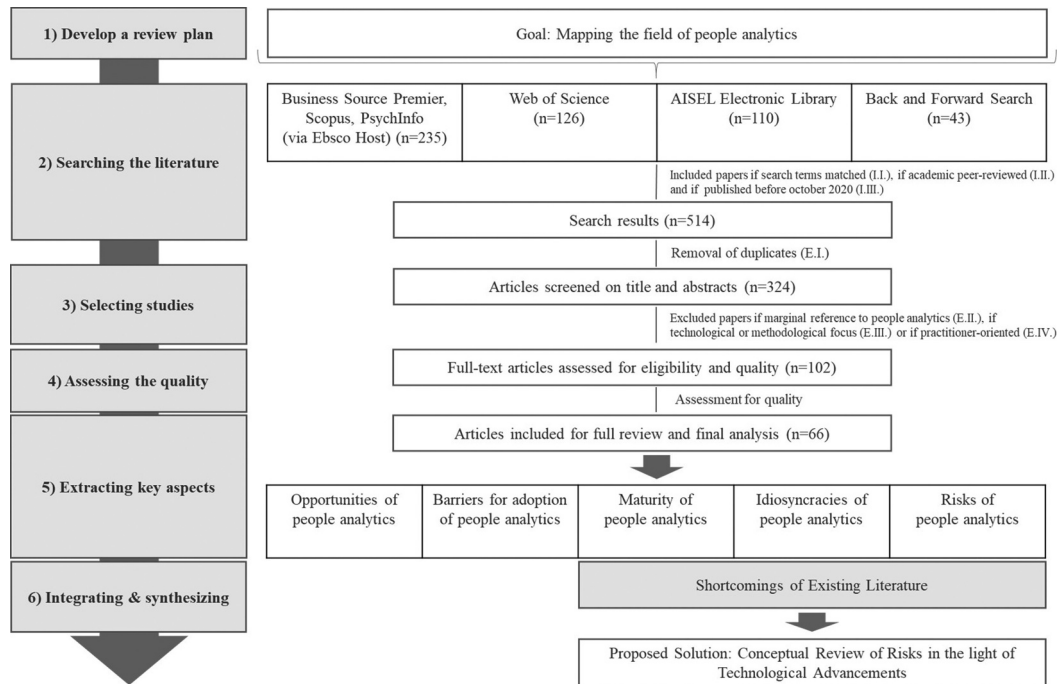 1) Develop a review plan
Goal: Mapping the field of people analytics
2) Searching the literature
Business Source Premier,
Scopus, PsychInfo
(via Ebsco Host) (n=235)
Web of Science
(n=126)
AISEL Electronic Library
(n=110)
Back and Forward Search
(n=43)
Included papers if search terms matched (I.I.), if academic peer-reviewed (I.II.)
and if published before october 2020 (I.III.)
Search results (n=514)
Removal of duplicates (E.I.)
3) Selecting studies
Articles screened on title and abstracts (n=324)
Excluded papers if marginal reference to people analytics (E.II.), if
technological or methodological focus (E.III.) or if practitioner-oriented (E.IV.)
4) Assessing the quality
Full-text articles assessed for eligibility and quality (n=102)
Assessment for quality
Articles included for full review and final analysis (n=66)
5) Extracting key aspects
Opportunities of
people analytics
Barriers for adoption
of people analytics
Maturity of
people analytics
Idiosyncracies of
people analytics
Risks of
people analytics
6) Integrating & synthesizing
Shortcomings of Existing Literature
Proposed Solution: Conceptual Review of Risks in the light of
Technological Advancements